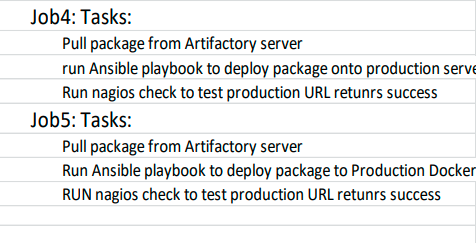 Job4: Tasks:
Pull package from Artifactory server
run Ansible playbook to deploy package onto production serve
Run nagios check to test production URL retunrs success
Job5: Tasks:
Pull package from Artifactory server
Run Ansible playbook to deploy package to Production Docker
RUN nagios check to test production URL retunrs success